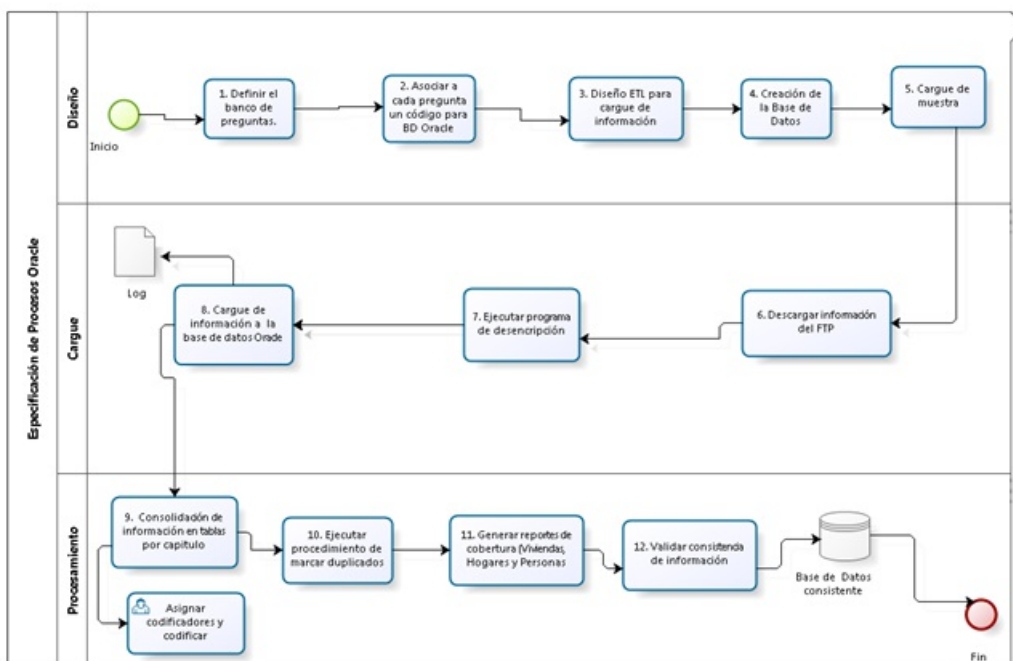 Especificación de Procesos Oracle
Diseño
Inicio
1. Definir el
banco de
preguntas.
2. Asociar a
cada pregunta
un código para
BD Oracle
3. Diseño ETL para
cargue de
información
4. Creación de
la Base de
Datos
5. Cargue de
muestra
Cargue
6. Descargar información
del FTP
7. Ejecutar programa
de desencripción
8. Cargue de
información a la
base de datos Oracle
Log
Procesamiento
9. Consolidación de
información en tablas
por capítulo
Asignar
codificadores y
codificar
10. Ejecutar
procedimiento de
marcar duplicados
11. Generar reportes de
cobertura (Viviendas,
Hogares y Personas
12. Validar consistencia
de información
Base de Datos
consistente
Fin